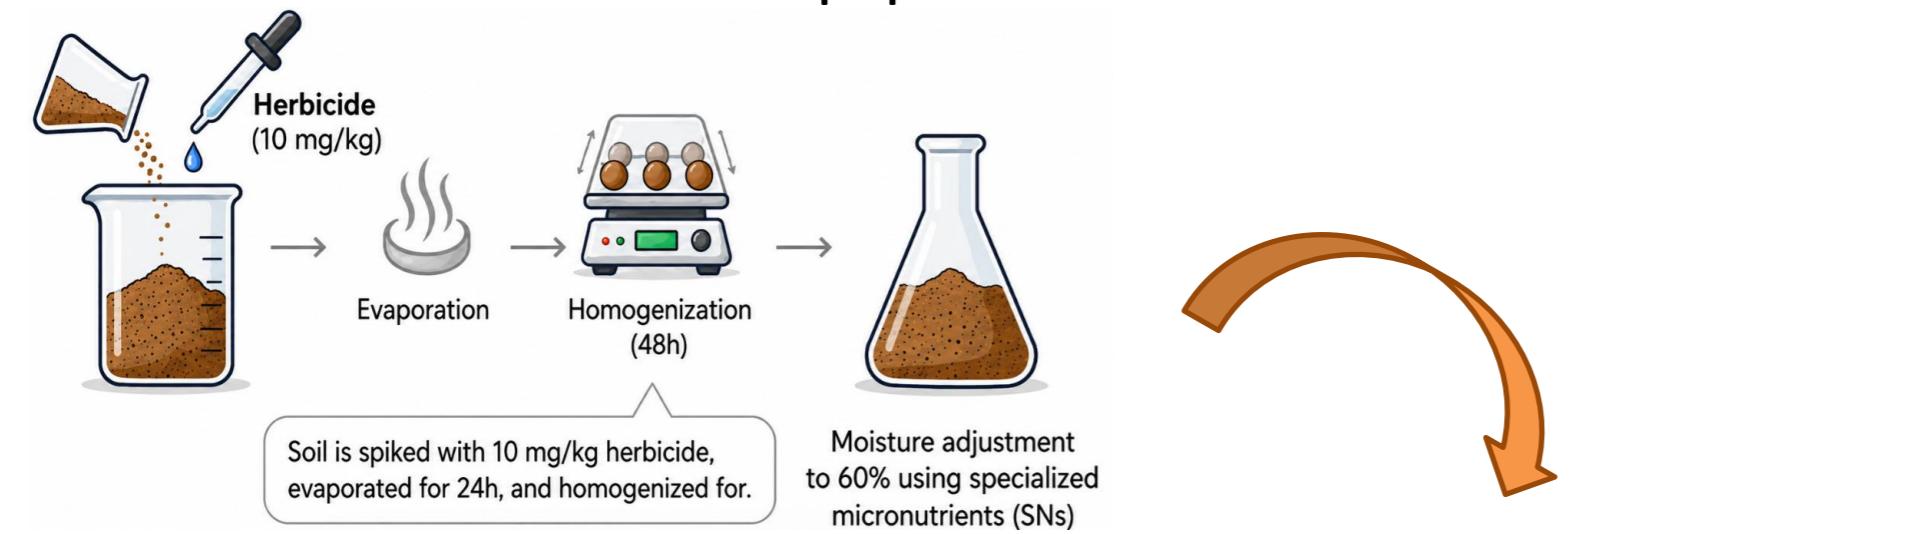 Herbicide
(10 mg/kg)
Evaporation
Homogenization
(48h)
Soil is spiked with 10 mg/kg herbicide,
evaporated for 24h, and homogenized for.
Moisture adjustment
to 60% using specialized
micronutrients (SNs)